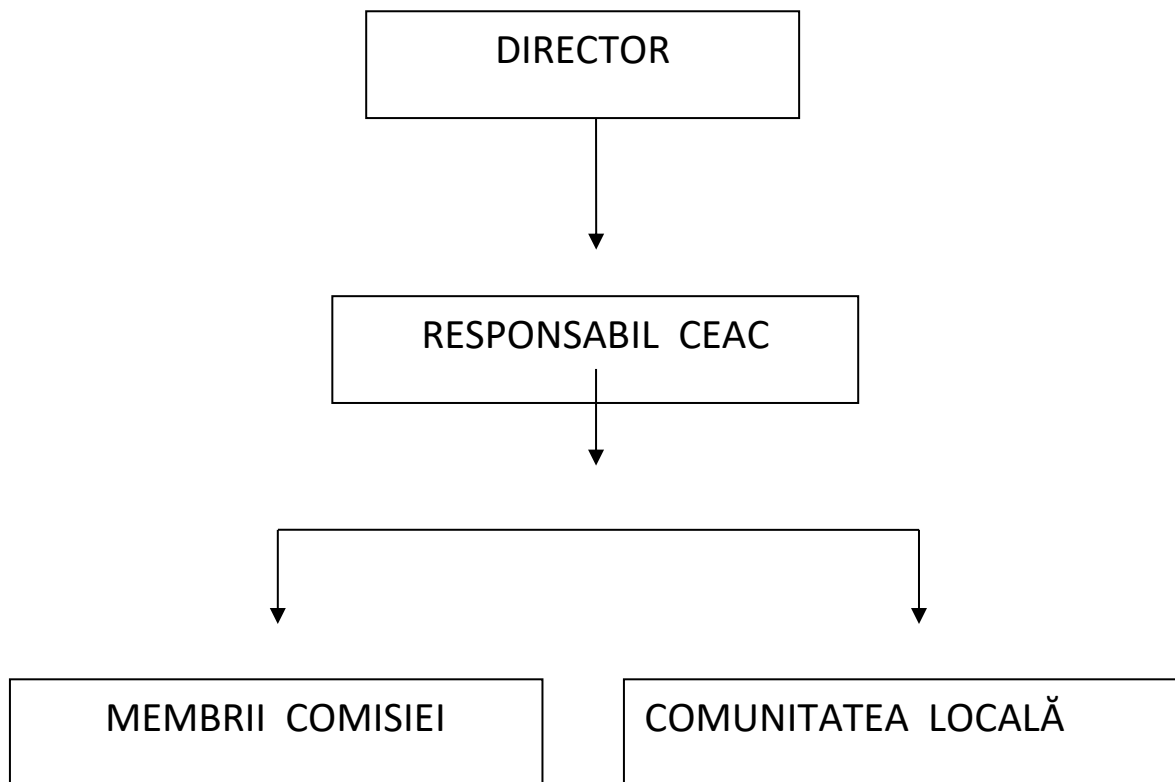 DIRECTOR
RESPONSABIL CEAC
MEMBRII COMISIEI
COMUNITATEA LOCALĂ